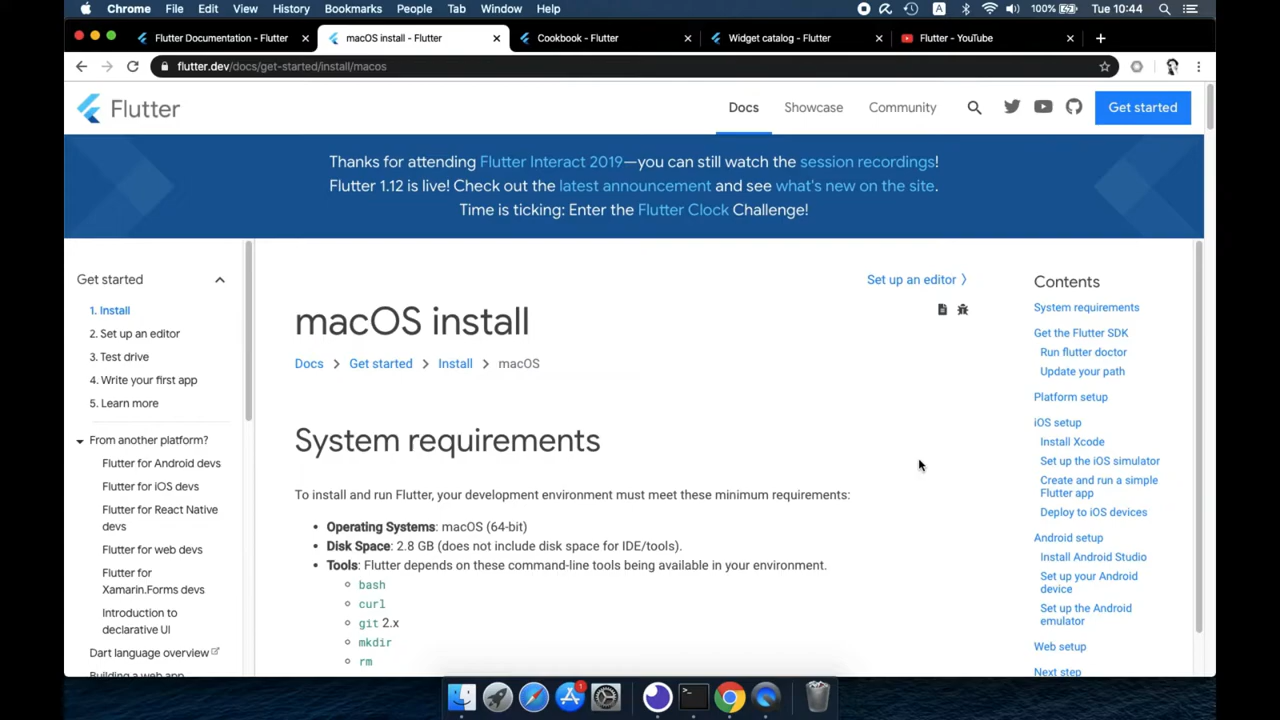 Chrome File Edit View History Bookmarks People Tab Window Help
A 100% Tue 10:44
Flutter Documentation - Flutter
macOS install - Flutter
Cookbook - Flutter
Widget catalog - Flutter
Flutter - YouTube
flutter.dev/docs/get-started/install/macos
Flutter
Docs Showcase Community
Get started
Thanks for attending Flutter Interact 2019—you can still watch the session recordings!
Flutter 1.12 is live! Check out the latest announcement and see what's new on the site.
Time is ticking: Enter the Flutter Clock Challenge!
Get started
1. Install
2. Set up an editor
3. Test drive
4. Write your first app
5. Learn more
From another platform?
Flutter for Android devs
Flutter for iOS devs
Flutter for React Native
devs
Flutter for web devs
Flutter for
Xamarin.Forms devs
Introduction to
declarative UI
Dart language overview
Building a web app
Set up an editor
macOS install
Docs > Get started > Install > macOS
System requirements
To install and run Flutter, your development environment must meet these minimum requirements:
• Operating Systems: macOS (64-bit)
• Disk Space: 2.8 GB (does not include disk space for IDE/tools).
• Tools: Flutter depends on these command-line tools being available in your environment.
bash
curl
git 2.x
mkdir
rm
Contents
System requirements
Get the Flutter SDK
Run flutter doctor
Update your path
Platform setup
iOS setup
Install Xcode
Set up the iOS simulator
Create and run a simple
Flutter app
Deploy to iOS devices
Android setup
Install Android Studio
Set up your Android
device
Set up the Android
emulator
Web setup
Next step
1